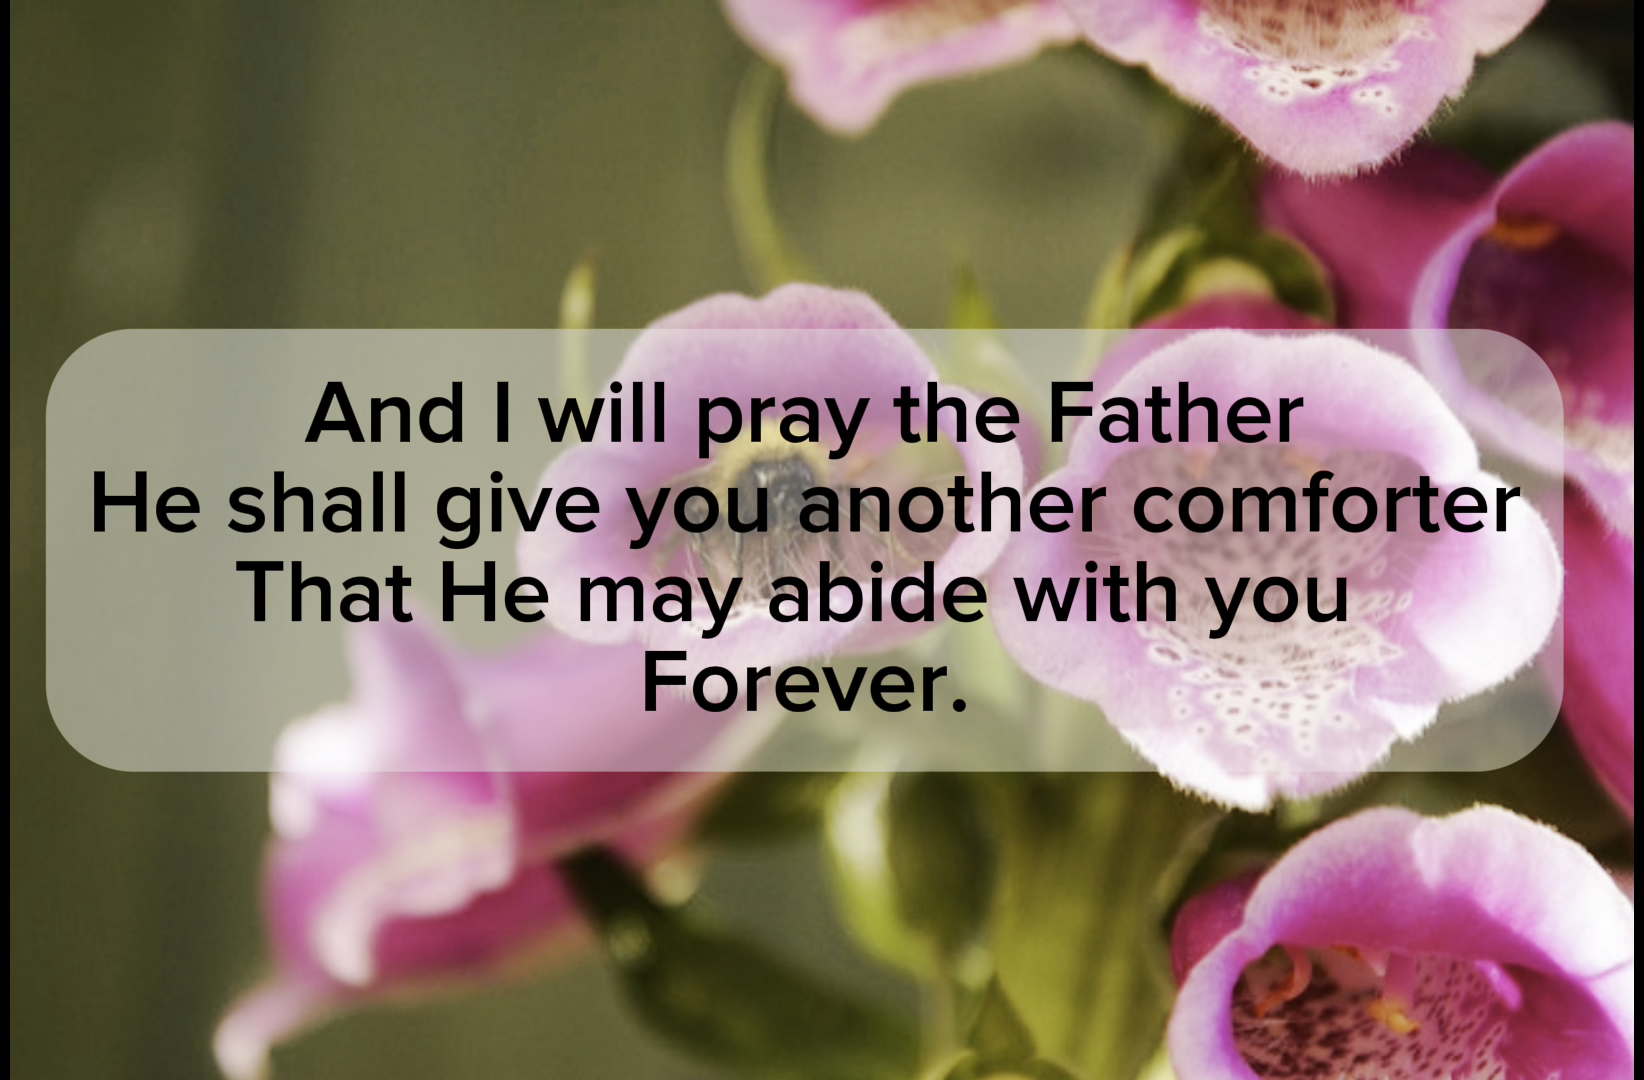 And I will pray the Father
He shall give you another comforter
That He may abide with you
Forever.